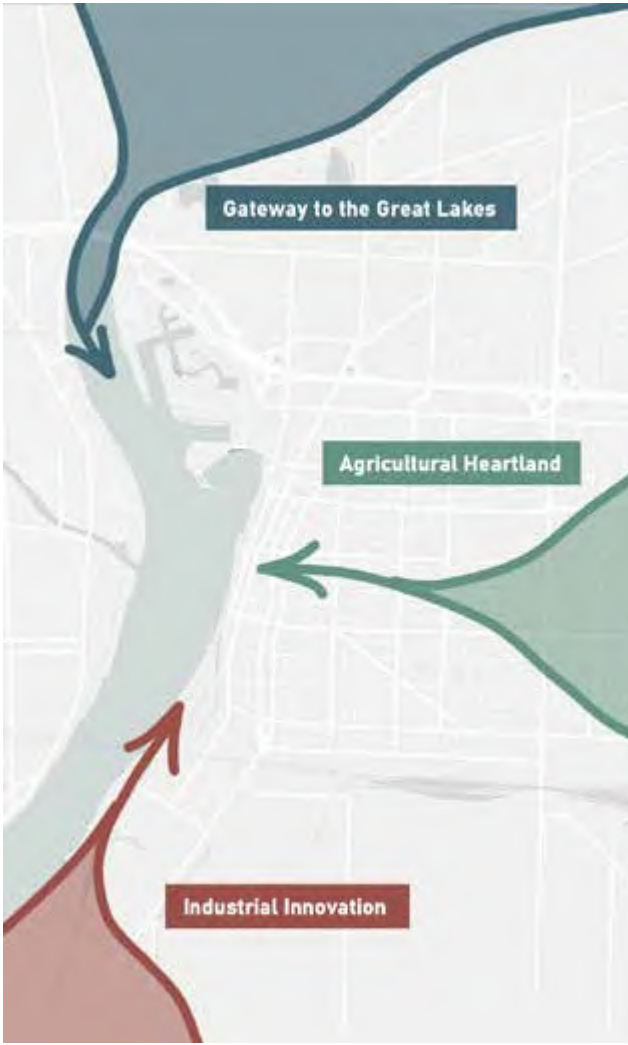 Gateway to the Great Lakes
Agricultural Heartland
Industrial Innovation